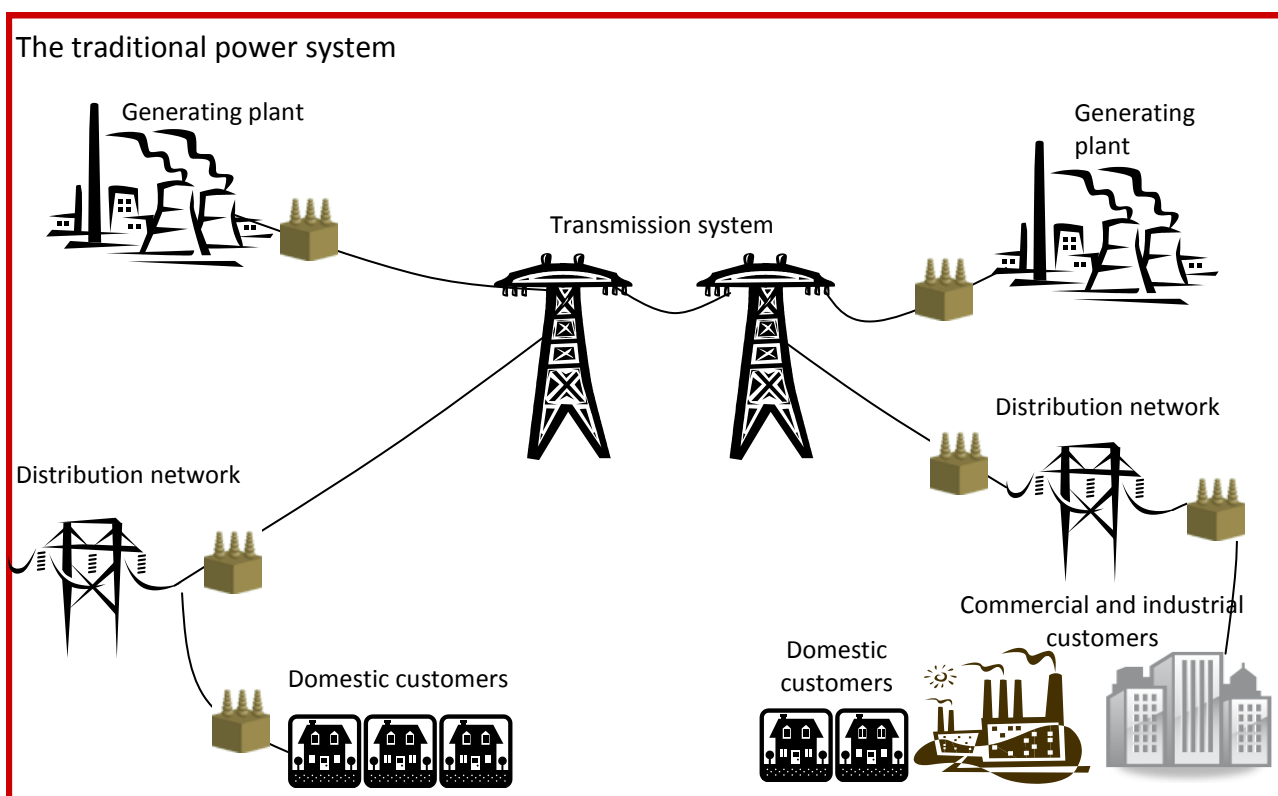 The traditional power system
Generating plant
Generating
plant
Transmission system
Distribution network
Distribution network
Commercial and industrial
customers
Domestic
customers
Domestic customers